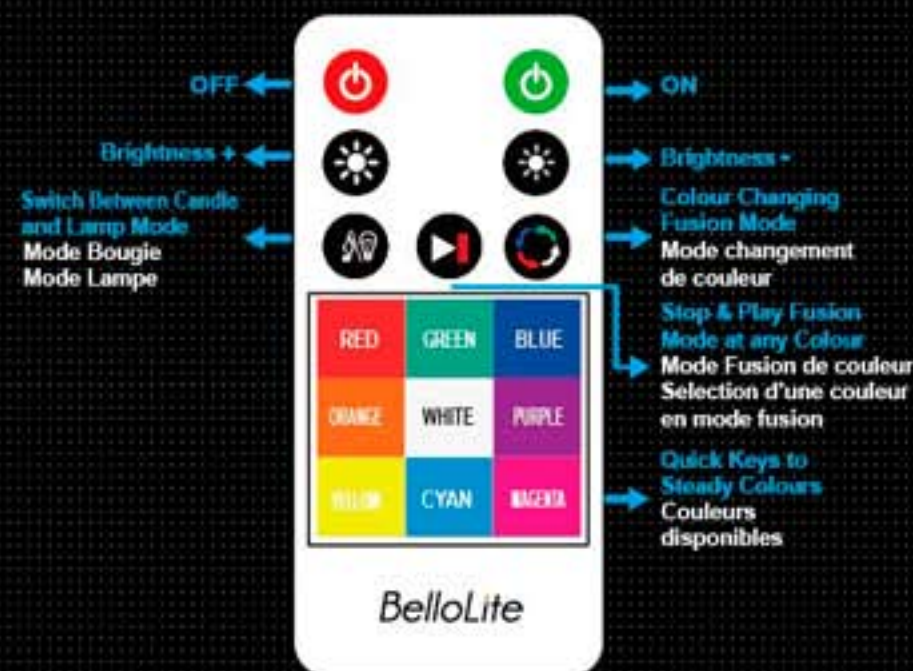 OFF
ON
Brightness +
Brightness -
Switch Between Candle
and Lamp Mode
Mode Bougie
Mode Lampe
Colour Changing
Fusion Mode
Mode changement
de couleur
Stop & Play Fusion
Mode at any Colour
Mode Fusion de couleur
Selection d'une couleur
en mode fusion
RED GREEN BLUE
ORANGE WHITE PURPLE
YELLOW CYAN MAGENTA
Quick Keys to
Steady Colours
Couleurs
disponibles
BelloLite